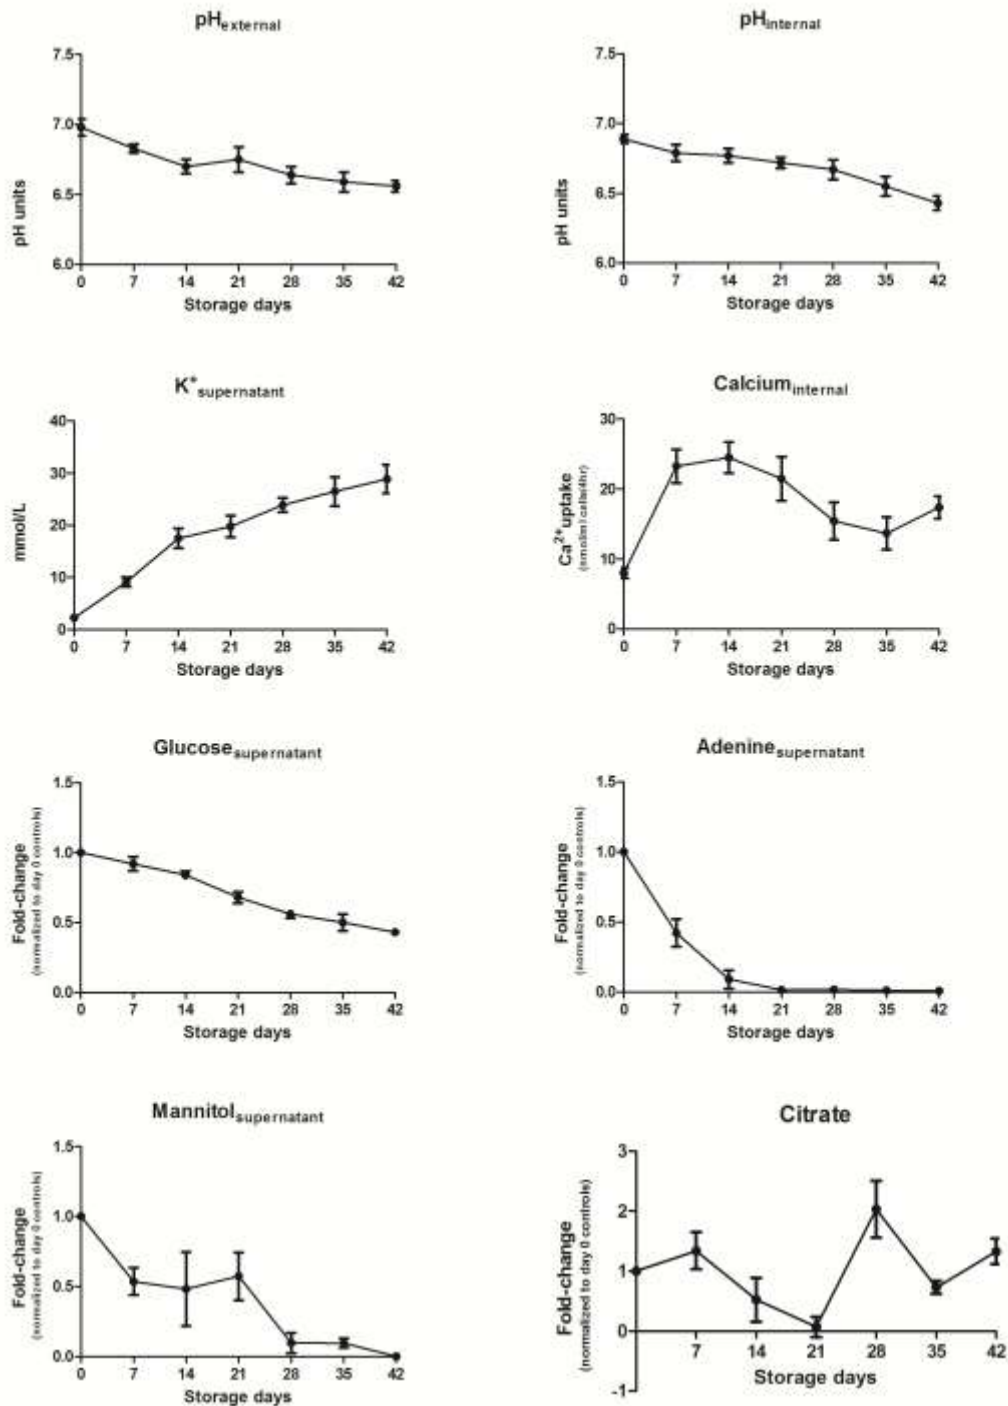 pHexternal
7.5
7.0
6.5
6.0
pH units
0 7 14 21 28 35 42
Storage days
pHinternal
7.5
7.0
6.5
6.0
pH units
0 7 14 21 28 35 42
Storage days
K+supernatant
40
30
20
10
0
mmol/L
0 7 14 21 28 35 42
Storage days
Calciuminternal
30
20
10
0
Ca2+uptake
(nmol/ml cells/4hr)
0 7 14 21 28 35 42
Storage days
Glucosesupernatant
1.5
1.0
0.5
0.0
Fold-change
(normalized to day 0 controls)
0 7 14 21 28 35 42
Storage days
Adeninesupernatant
1.5
1.0
0.5
0.0
Fold-change
(normalized to day 0 controls)
0 7 14 21 28 35 42
Storage days
Mannitolsupernatant
1.5
1.0
0.5
0.0
Fold-change
(normalized to day 0 controls)
0 7 14 21 28 35 42
Storage days
Citrate
3
2
1
0
-1
Fold-change
(normalized to day 0 controls)
7 14 21 28 35 42
Storage days